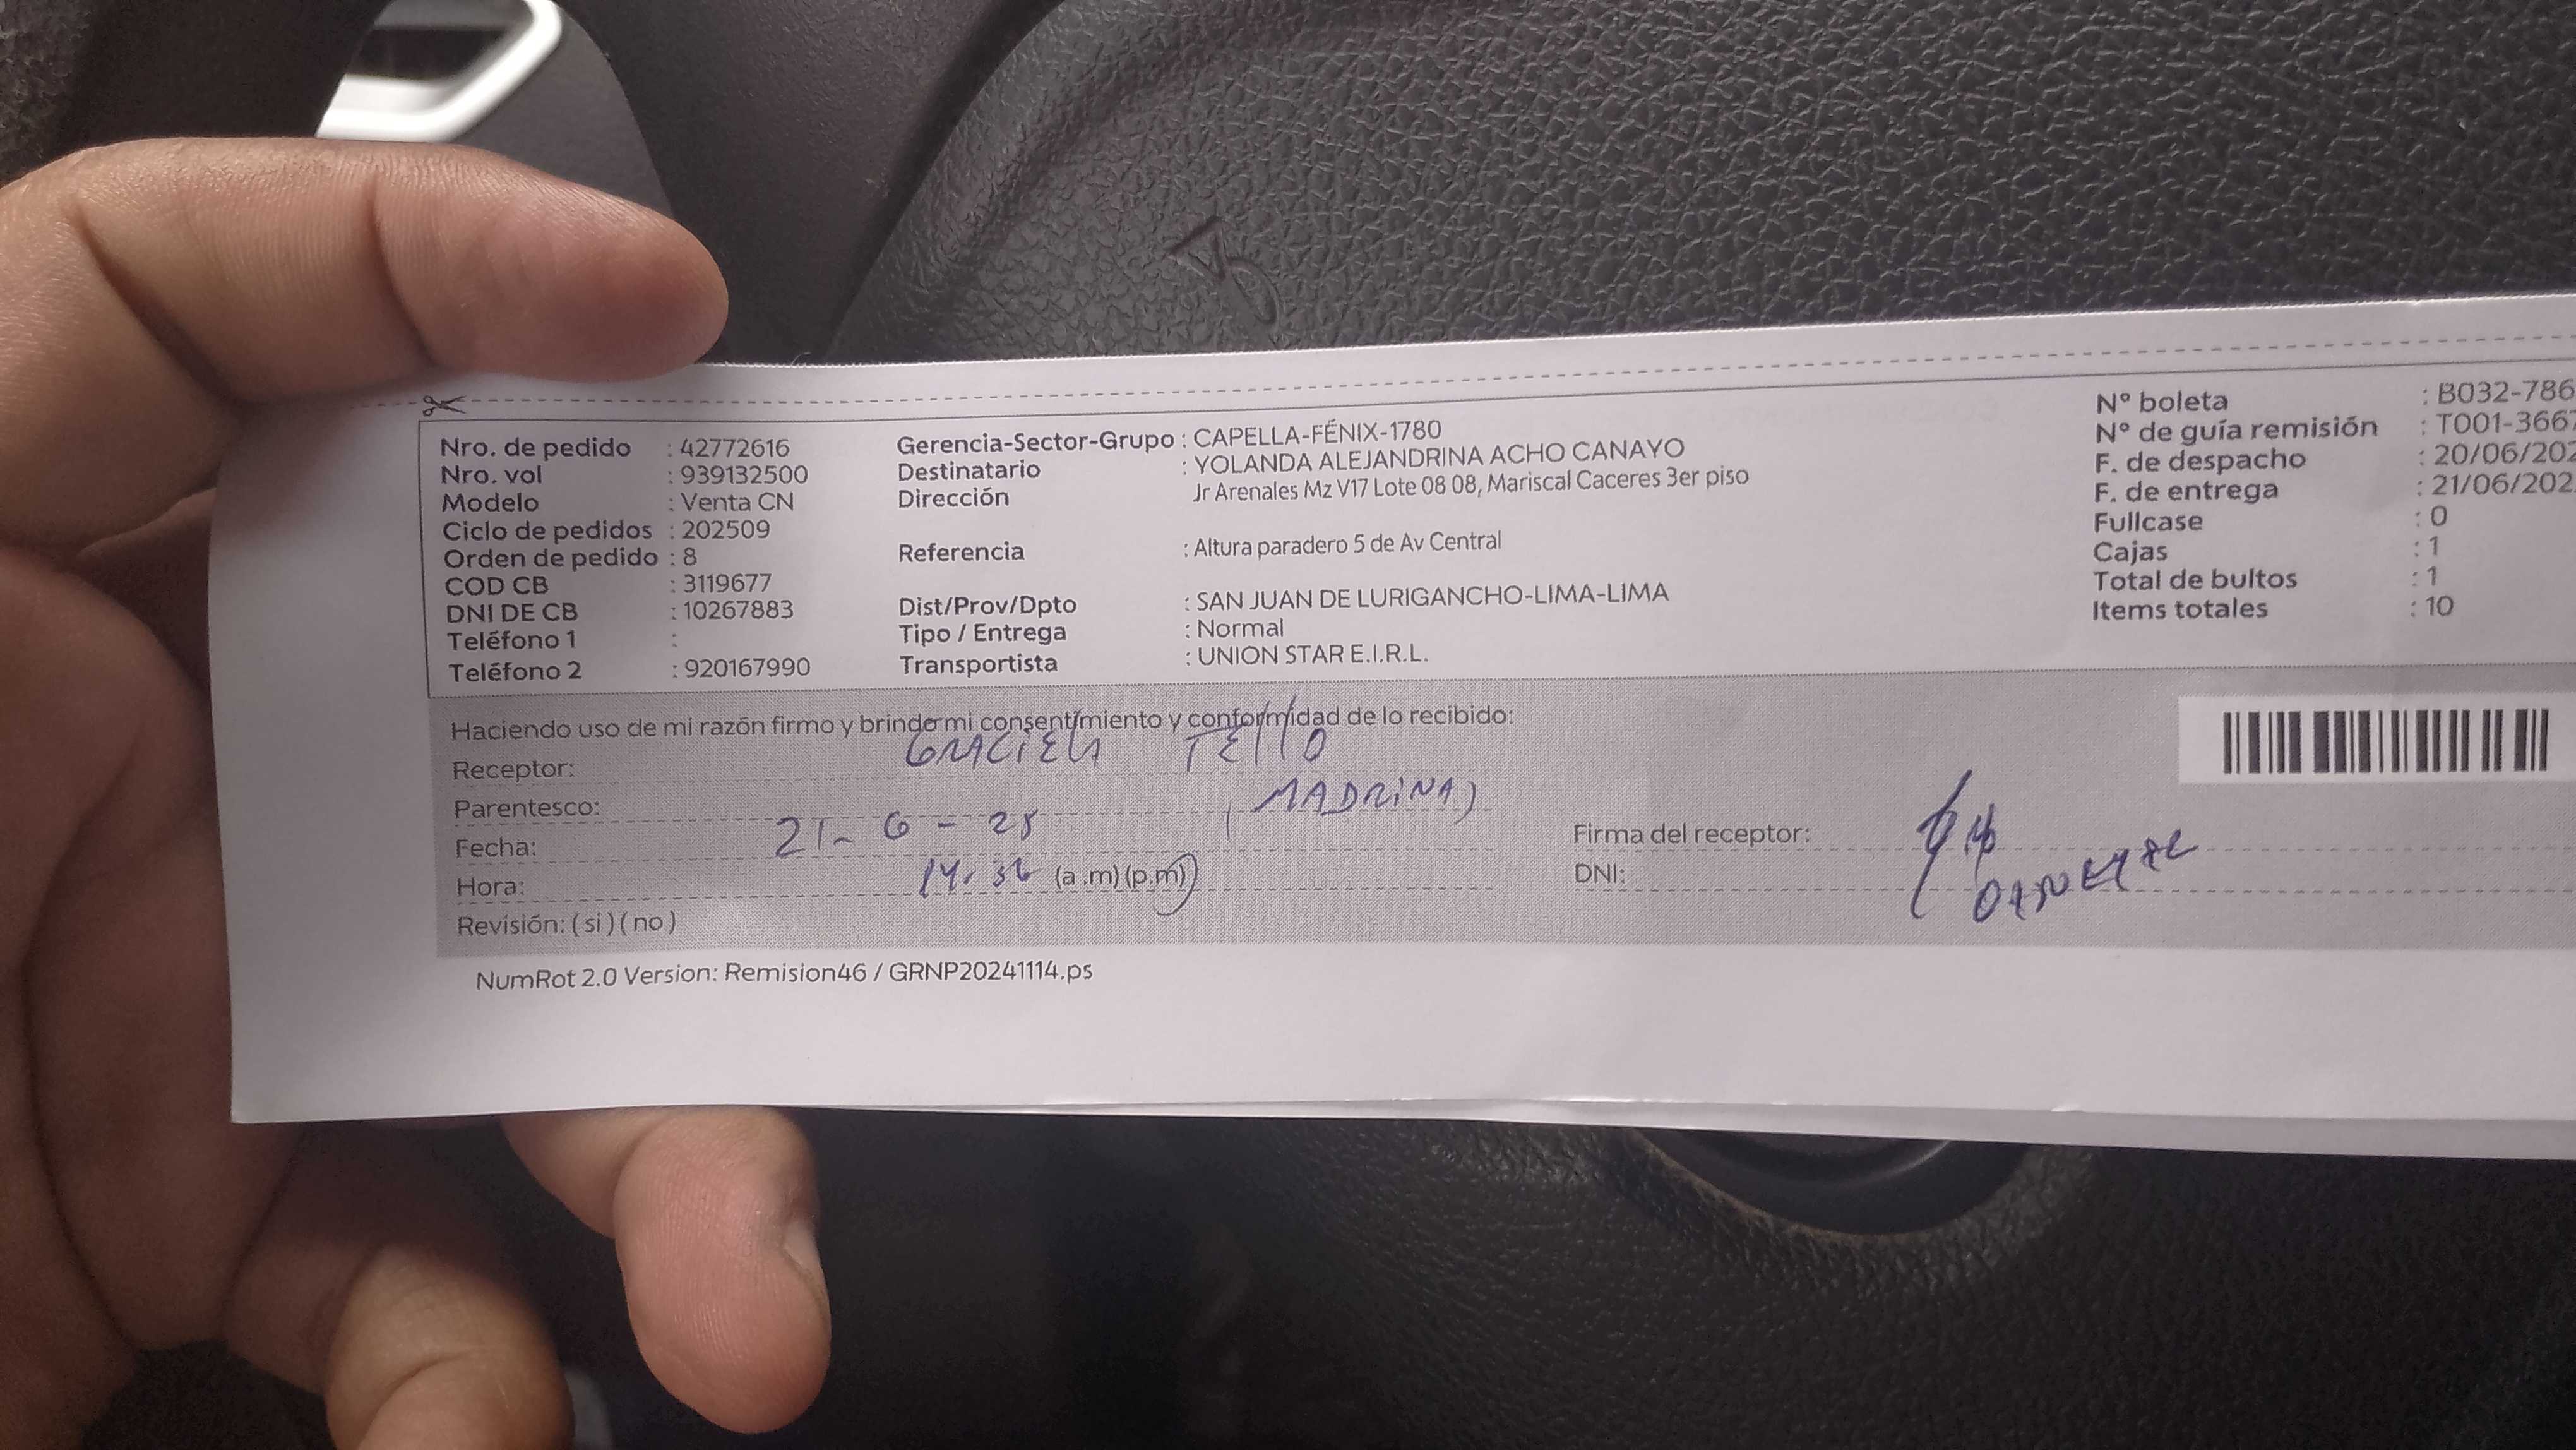 Nro. de pedido : 42772616
Nro. vol : 939132500
Modelo : Venta CN
Ciclo de pedidos : 202509
Orden de pedido : 8
COD CB : 3119677
DNI DE CB : 10267883
Teléfono 1 :
Teléfono 2 : 920167990
Gerencia-Sector-Grupo : CAPELLA-FÉNIX-1780
Destinatario : YOLANDA ALEJANDRINA ACHO CANAYO
Dirección Jr Arenales Mz V17 Lote 08 08, Mariscal Caceres 3er piso
Referencia : Altura paradero 5 de Av Central
Dist/Prov/Dpto : SAN JUAN DE LURIGANCHO-LIMA-LIMA
Tipo / Entrega : Normal
Transportista : UNION STAR E.I.R.L.
Nº boleta : B032-786
Nº de guía remisión : T001-3667
F. de despacho : 20/06/202
F. de entrega : 21/06/202
Fullcase : 0
Cajas : 1
Total de bultos : 1
Items totales : 10
Haciendo uso de mi razón firmo y brindo mi consentimiento y conformidad de lo recibido:
Receptor: GRACIELA TELLO
Parentesco: (MADRINA)
Fecha: 21-6-25
Hora: 14:36 (a.m)(p.m)
Revisión: (si)(no)
Firma del receptor:
DNI:
NumRot 2.0 Version: Remision46 / GRNP20241114.ps